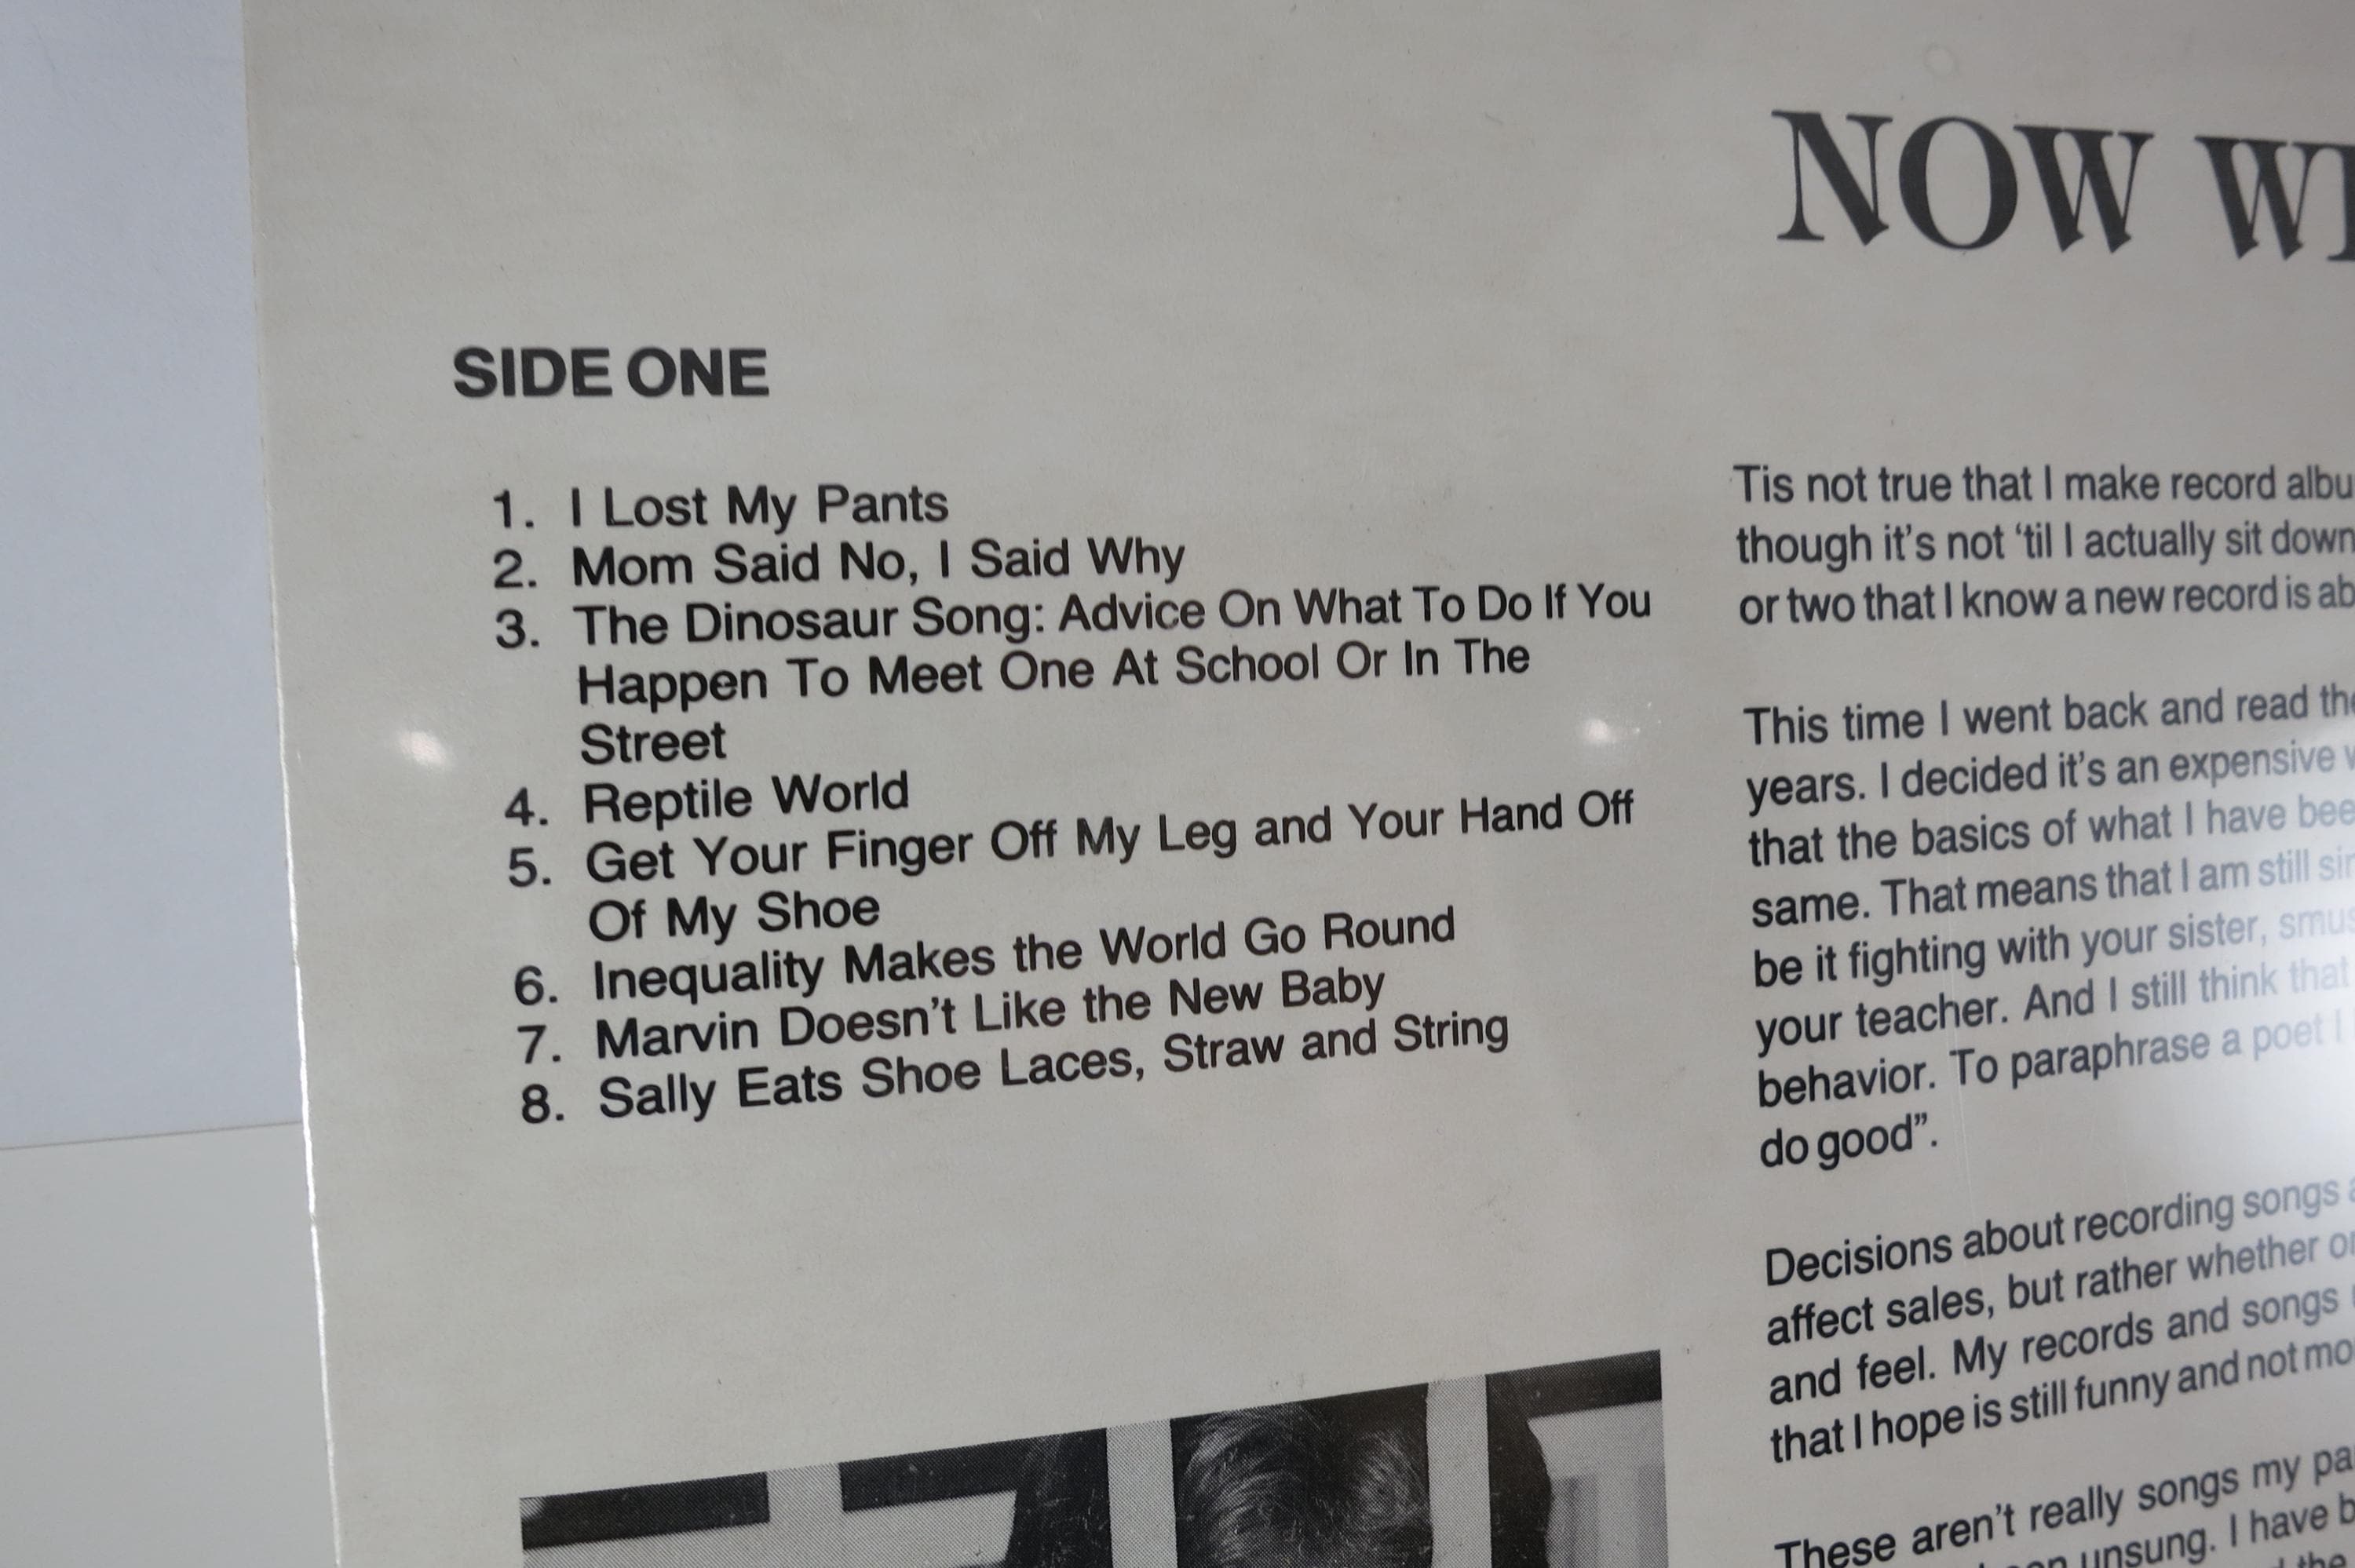 SIDE ONE
1. I Lost My Pants
2. Mom Said No, I Said Why
3. The Dinosaur Song: Advice On What To Do If You
Happen To Meet One At School Or In The
Street
4. Reptile World
5. Get Your Finger Off My Leg and Your Hand Off
Of My Shoe
6. Inequality Makes the World Go Round
7. Marvin Doesn't Like the New Baby
8. Sally Eats Shoe Laces, Straw and String
NOW
Tis not true that I make record
though it's not 'til I actually sit down
or two that I know a new record is
This time I went back and read
years. I decided it's an expensive
that the basics of what I have
same. That means that I am still
be it fighting with your sister,
your teacher. And I still think that
behavior. To paraphrase a poet I
do good".
Decisions about recording songs
affect sales, but rather whether
and feel. My records and songs
that I hope is still funny and not
These aren't really songs my
unsung. I have
the